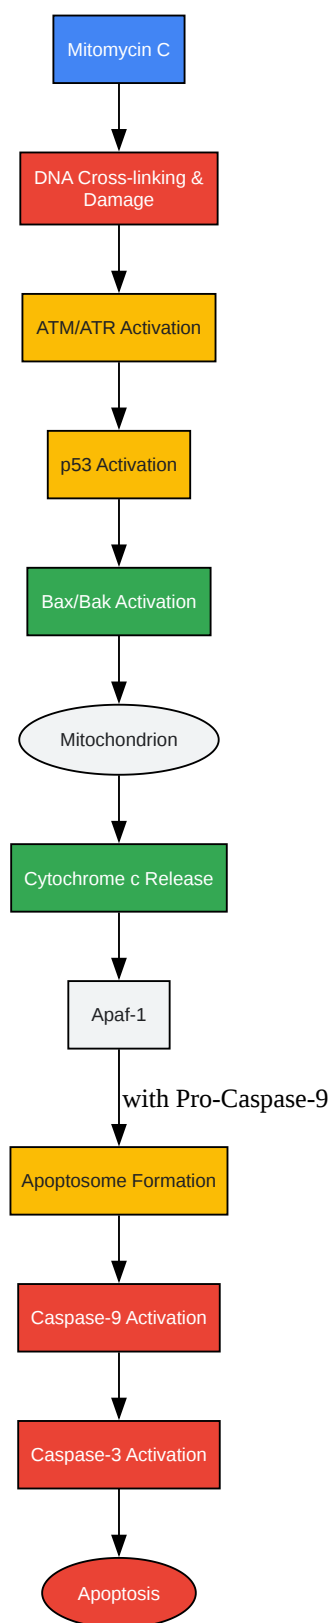 Mitomycin C
DNA Cross-linking &
Damage
ATM/ATR Activation
p53 Activation
Bax/Bak Activation
Mitochondrion
Cytochrome c Release
Apaf-1
with Pro-Caspase-9
Apoptosome Formation
Caspase-9 Activation
Caspase-3 Activation
Apoptosis